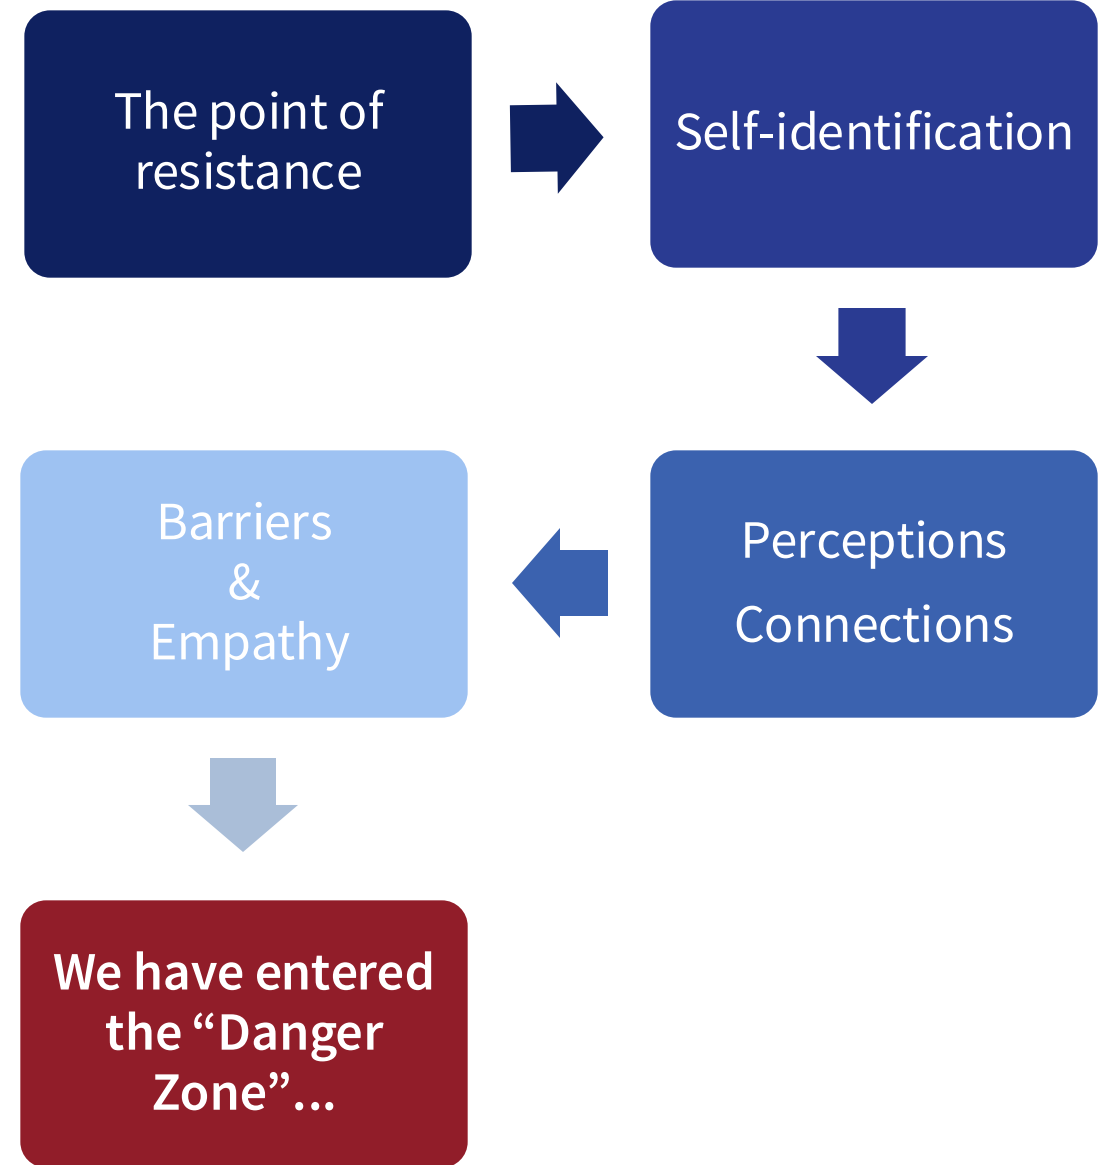 The point of
resistance
Self-identification
Perceptions
Connections
Barriers
&
Empathy
We have entered
the “Danger
Zone”...